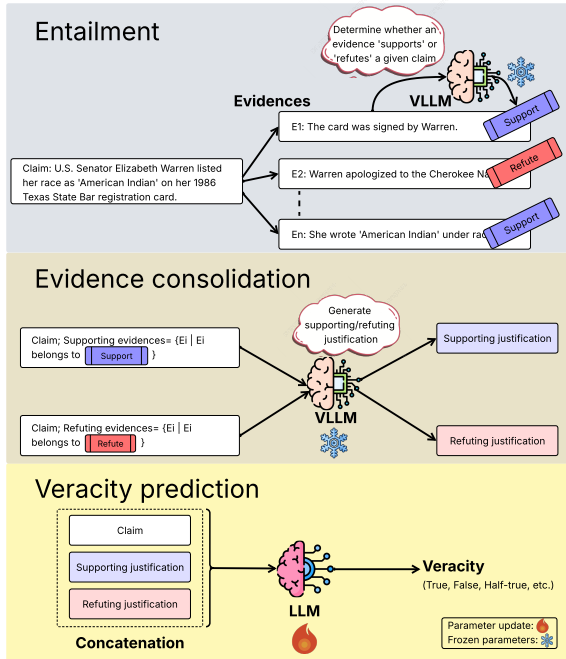 Entailment
Determine whether an
evidence 'supports' or
'refutes' a given claim
Evidences
VLLM
E1: The card was signed by Warren.
Support
Claim: U.S. Senator Elizabeth Warren listed
her race as 'American Indian' on her 1986
Texas State Bar registration card.
E2: Warren apologized to the Cherokee
Refute
En: She wrote 'American Indian' under
Support
Evidence consolidation
Generate
supporting/refuting
justification
Claim; Supporting evidences= {Ei | Ei
belongs to Support }
Supporting justification
VLLM
Claim; Refuting evidences= {Ei | Ei
belongs to Refute }
Refuting justification
Veracity prediction
Claim
Supporting justification
Refuting justification
Concatenation
LLM
Veracity
(True, False, Half-true, etc.)
Parameter update:
Frozen parameters: